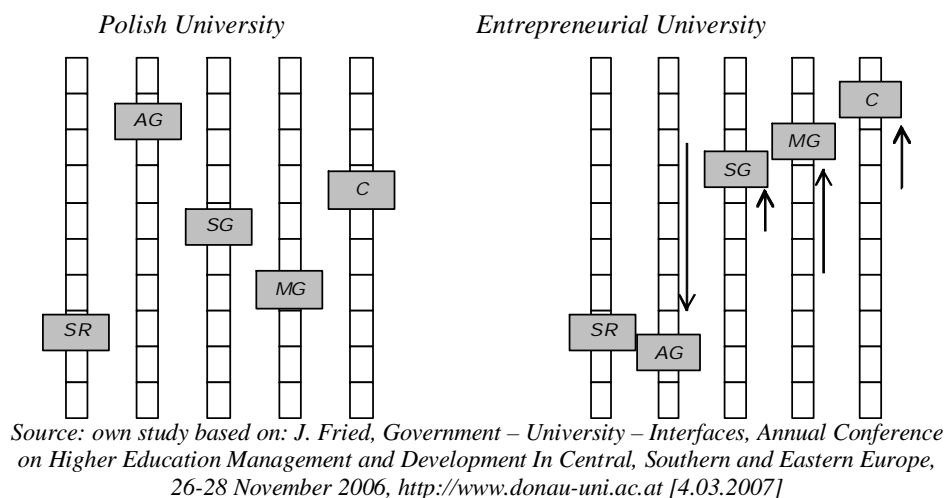 Polish University
Entrepreneurial University
AG
C
SG
MG
SR
C
MG
SG
SR
AG
Source: own study based on: J. Fried, Government – University – Interfaces, Annual Conference
on Higher Education Management and Development In Central, Southern and Eastern Europe,
26-28 November 2006, http://www.donau-uni.ac.at [4.03.2007]